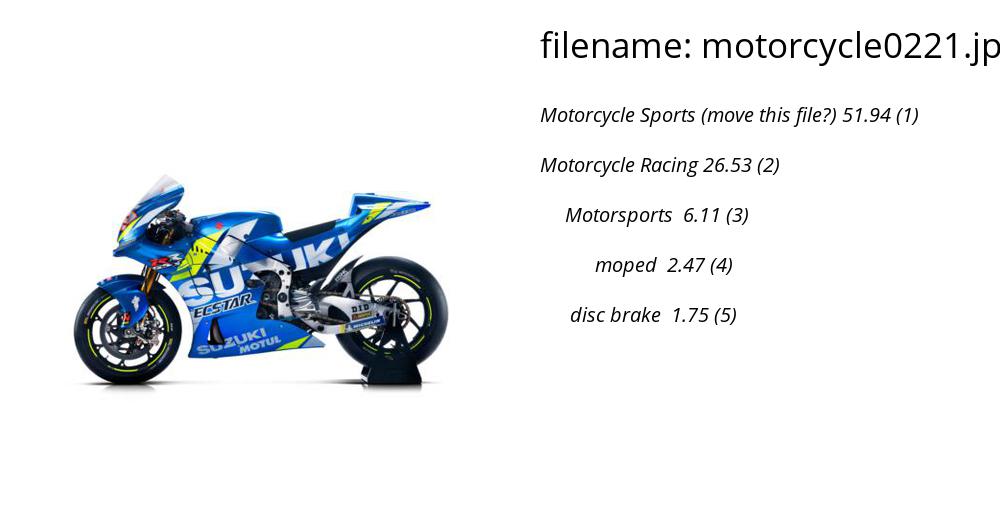 filename: motorcycle0221.jp
Motorcycle Sports (move this file?) 51.94 (1)
Motorcycle Racing 26.53 (2)
Motorsports 6.11 (3)
moped 2.47 (4)
disc brake 1.75 (5)
SUZUKI
ECSTAR
SUZUKI
MOTUL
D.I.D
MICHELIN